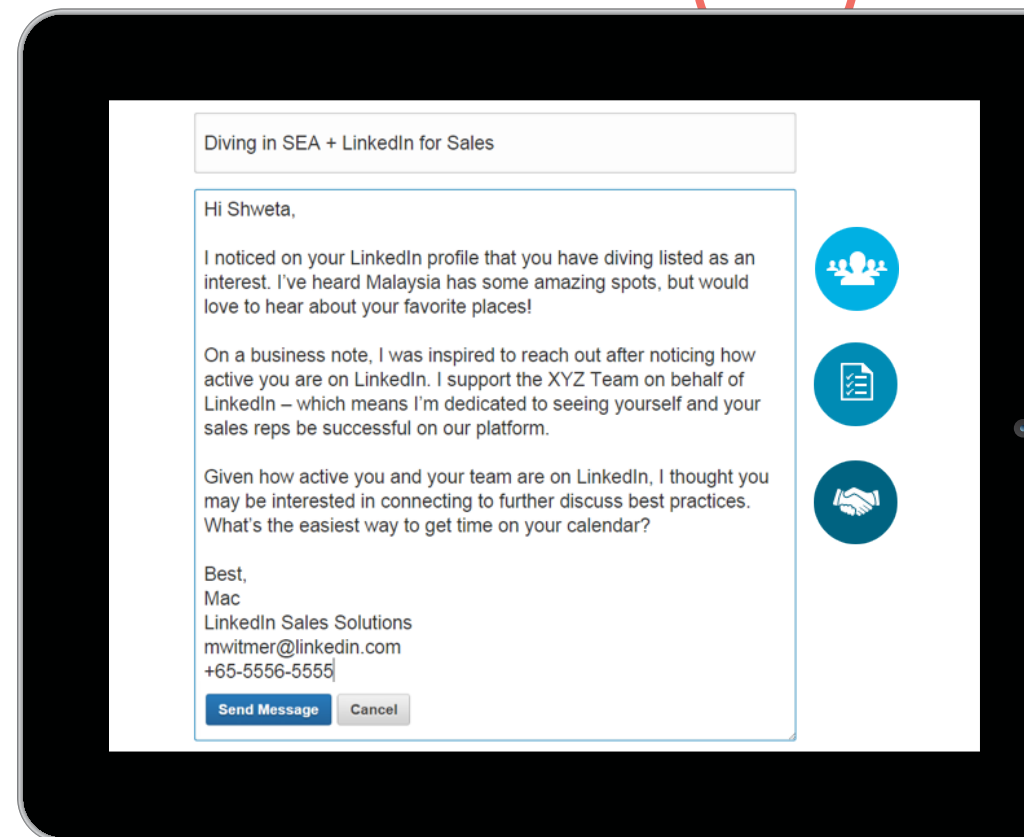 Diving in SEA + LinkedIn for Sales
Hi Shweta,
I noticed on your LinkedIn profile that you have diving listed as an
interest. I've heard Malaysia has some amazing spots, but would
love to hear about your favorite places!
On a business note, I was inspired to reach out after noticing how
active you are on LinkedIn. I support the XYZ Team on behalf of
LinkedIn – which means I'm dedicated to seeing yourself and your
sales reps be successful on our platform.
Given how active you and your team are on LinkedIn, I thought you
may be interested in connecting to further discuss best practices.
What's the easiest way to get time on your calendar?
Best,
Mac
LinkedIn Sales Solutions
mwitmer@linkedin.com
+65-5556-5555
Send Message Cancel